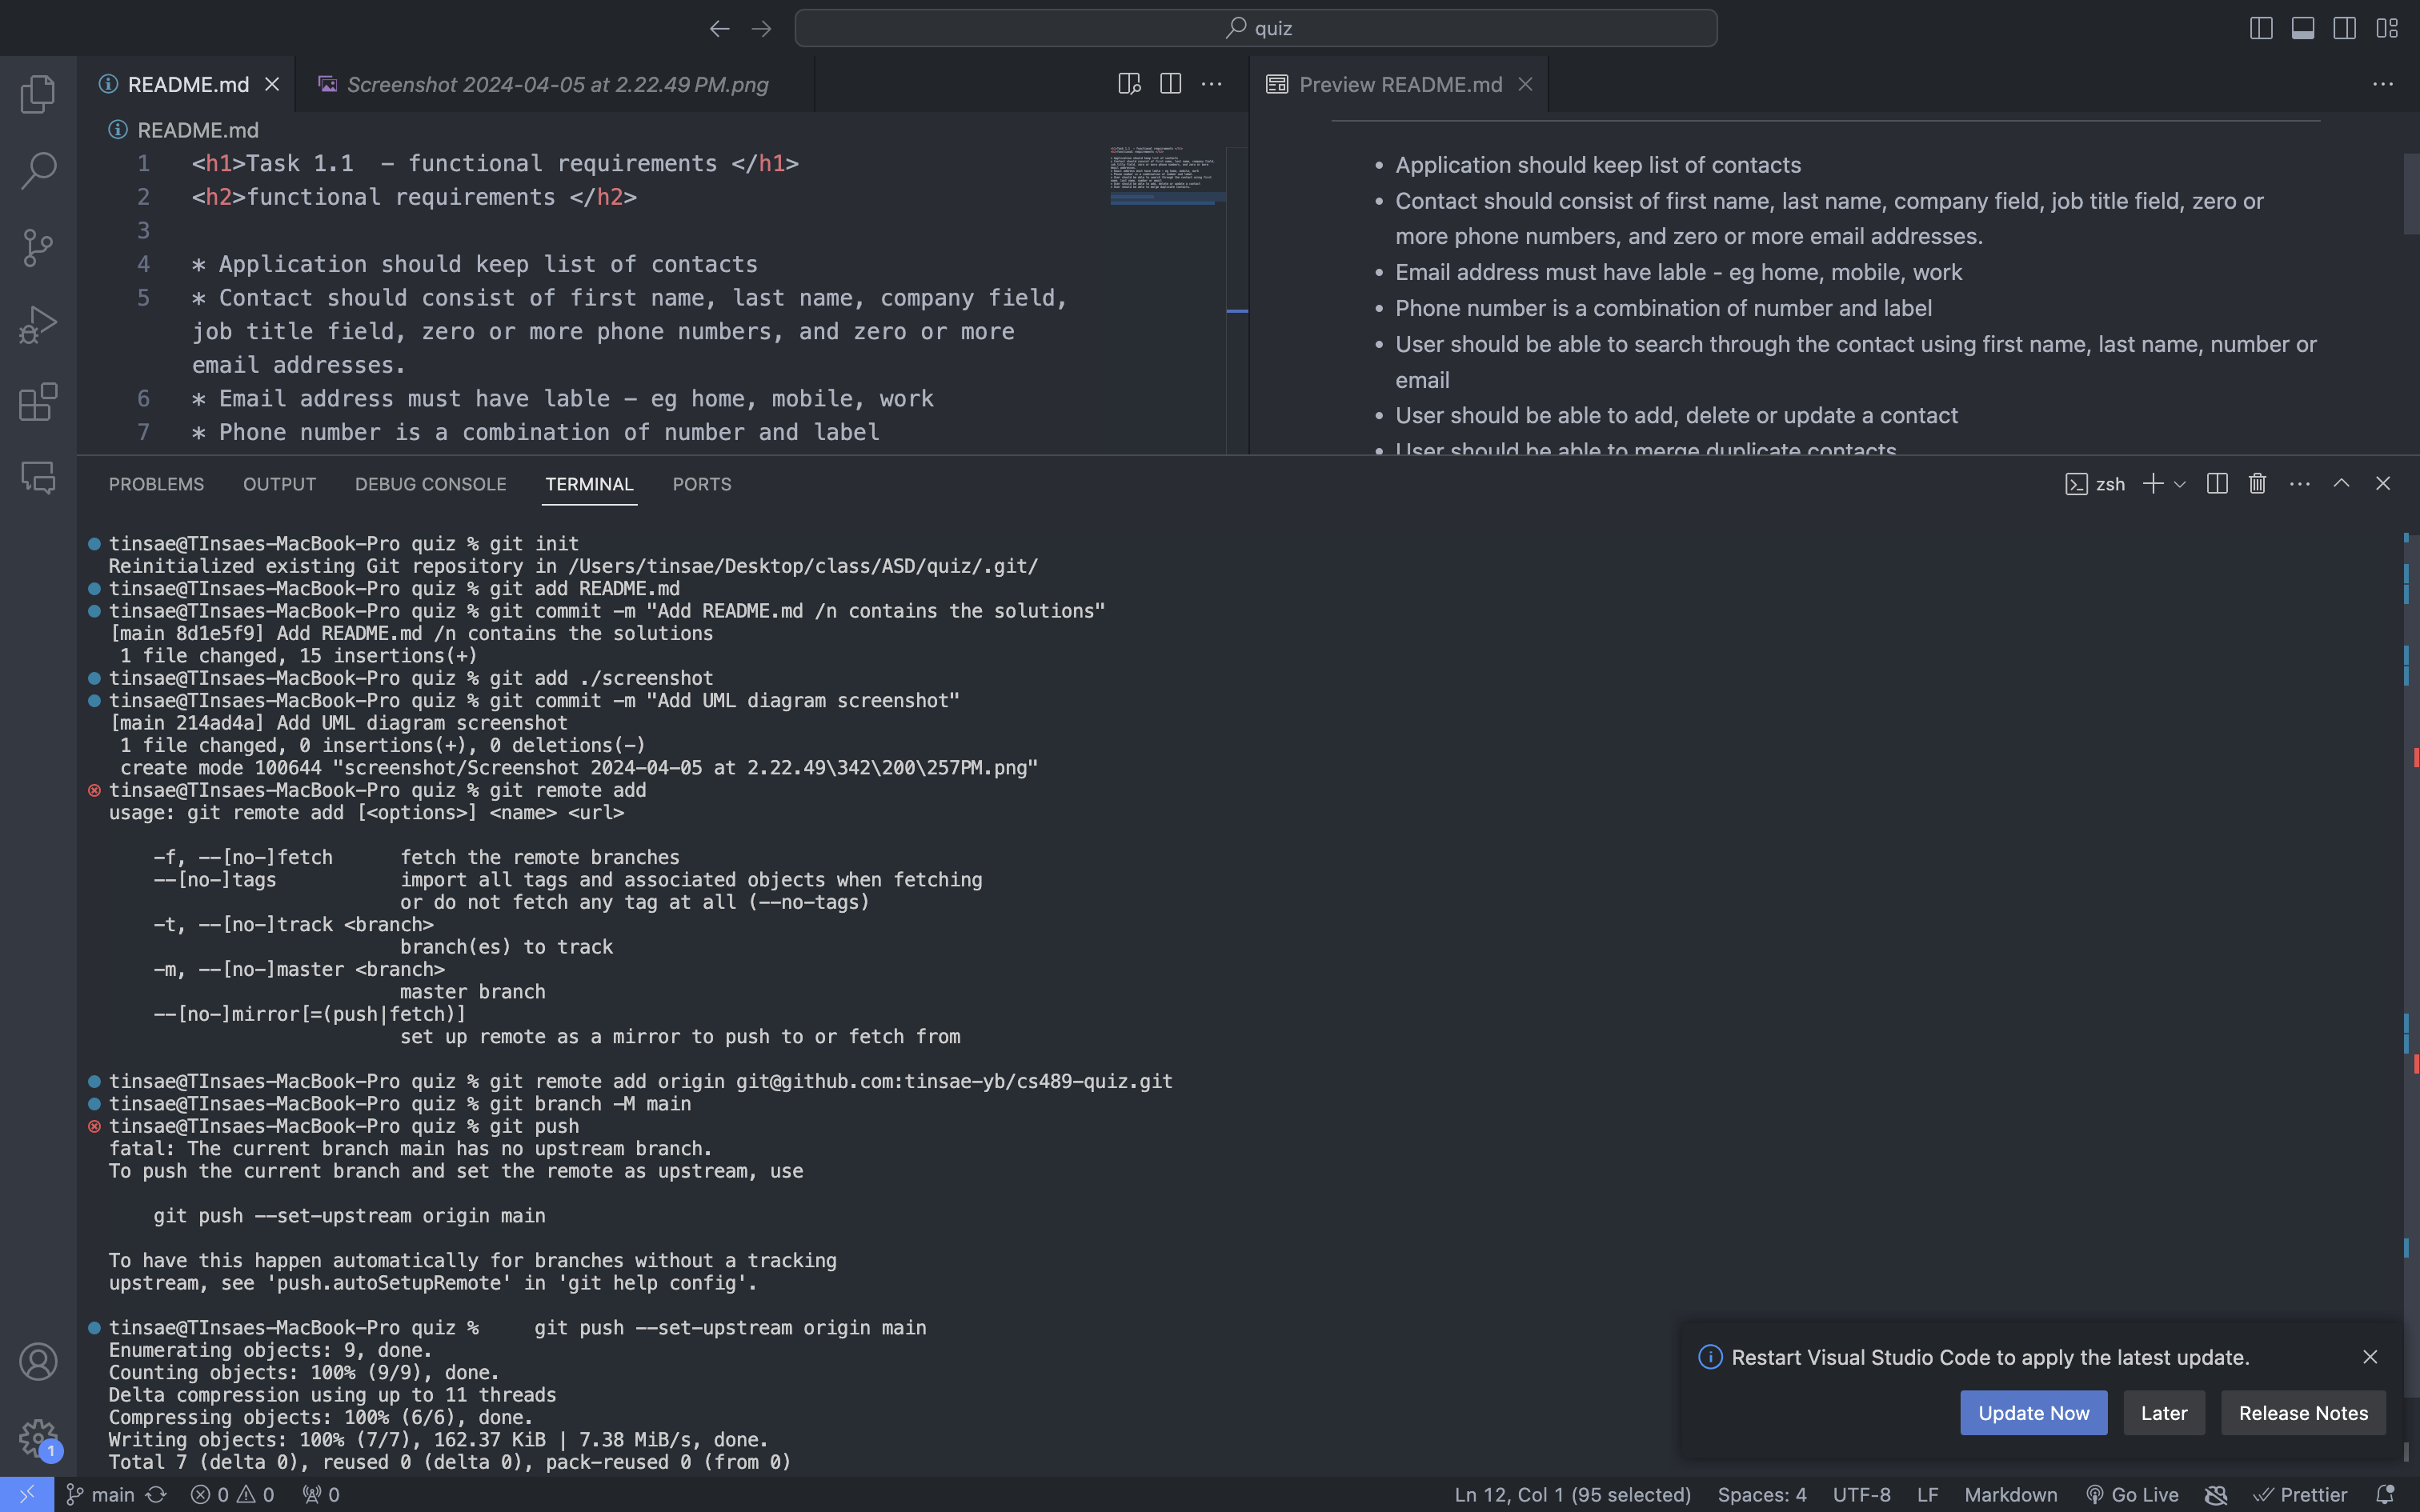 quiz
README.md
Screenshot 2024-04-05 at 2.22.49 PM.png
Preview README.md
README.md
1 <h1>Task 1.1  - functional requirements </h1>
2 <h2>functional requirements </h2>
3
4 * Application should keep list of contacts
5 * Contact should consist of first name, last name, company field,
job title field, zero or more phone numbers, and zero or more
email addresses.
6 * Email address must have lable - eg home, mobile, work
7 * Phone number is a combination of number and label
• Application should keep list of contacts
• Contact should consist of first name, last name, company field, job title field, zero or
more phone numbers, and zero or more email addresses.
• Email address must have lable - eg home, mobile, work
• Phone number is a combination of number and label
• User should be able to search through the contact using first name, last name, number or
email
• User should be able to add, delete or update a contact
• User should be able to merge duplicate contacts
PROBLEMS OUTPUT DEBUG CONSOLE TERMINAL PORTS
zsh
tinsae@TInsaes-MacBook-Pro quiz % git init
Reinitialized existing Git repository in /Users/tinsae/Desktop/class/ASD/quiz/.git/
tinsae@TInsaes-MacBook-Pro quiz % git add README.md
tinsae@TInsaes-MacBook-Pro quiz % git commit -m "Add README.md /n contains the solutions"
[main 8d1e5f9] Add README.md /n contains the solutions
 1 file changed, 15 insertions(+)
tinsae@TInsaes-MacBook-Pro quiz % git add ./screenshot
tinsae@TInsaes-MacBook-Pro quiz % git commit -m "Add UML diagram screenshot"
[main 214ad4a] Add UML diagram screenshot
 1 file changed, 0 insertions(+), 0 deletions(-)
 create mode 100644 "screenshot/Screenshot 2024-04-05 at 2.22.49\342\200\257PM.png"
tinsae@TInsaes-MacBook-Pro quiz % git remote add
usage: git remote add [<options>] <name> <url>
    -f, --[no-]fetch      fetch the remote branches
    --[no-]tags           import all tags and associated objects when fetching
                          or do not fetch any tag at all (--no-tags)
    -t, --[no-]track <branch>
                          branch(es) to track
    -m, --[no-]master <branch>
                          master branch
    --[no-]mirror[=(push|fetch)]
                          set up remote as a mirror to push to or fetch from
tinsae@TInsaes-MacBook-Pro quiz % git remote add origin git@github.com:tinsae-yb/cs489-quiz.git
tinsae@TInsaes-MacBook-Pro quiz % git branch -M main
tinsae@TInsaes-MacBook-Pro quiz % git push
fatal: The current branch main has no upstream branch.
To push the current branch and set the remote as upstream, use
    git push --set-upstream origin main
To have this happen automatically for branches without a tracking
upstream, see 'push.autoSetupRemote' in 'git help config'.
tinsae@TInsaes-MacBook-Pro quiz %     git push --set-upstream origin main
Enumerating objects: 9, done.
Counting objects: 100% (9/9), done.
Delta compression using up to 11 threads
Compressing objects: 100% (6/6), done.
Writing objects: 100% (7/7), 162.37 KiB | 7.38 MiB/s, done.
Total 7 (delta 0), reused 0 (delta 0), pack-reused 0 (from 0)
Restart Visual Studio Code to apply the latest update.
Update Now Later Release Notes
1
main 0 0 0 Ln 12, Col 1 (95 selected) Spaces: 4 UTF-8 LF Markdown Go Live Prettier